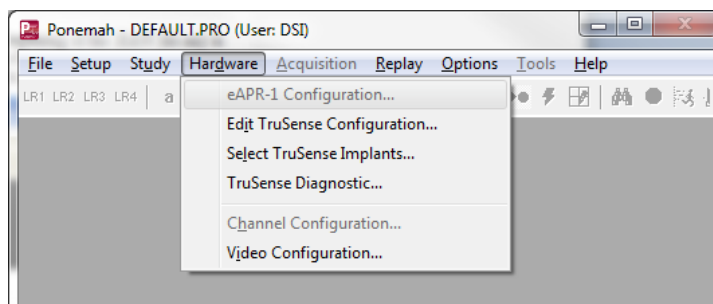 Ponemah - DEFAULT.PRO (User: DSI)
File Setup Study Hardware Acquisition Replay Options Tools Help
LR1 LR2 LR3 LR4 a
eAPR-1 Configuration...
Edit TruSense Configuration...
Select TruSense Implants...
TruSense Diagnostic...
Channel Configuration...
Video Configuration...